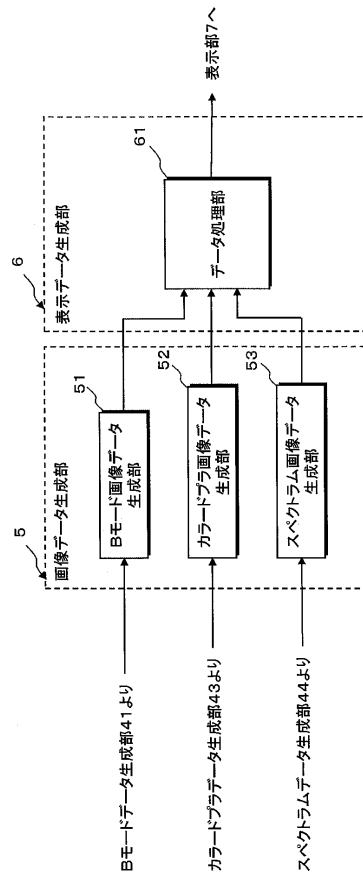 5
画像データ生成部
6
表示データ生成部
Bモードデータ生成部41より
51
Bモード画像データ
生成部
カラードプラデータ生成部43より
52
カラードプラ画像データ
生成部
スペクトラムデータ生成部44より
53
スペクトラム画像データ
生成部
61
データ処理部
表示部7へ